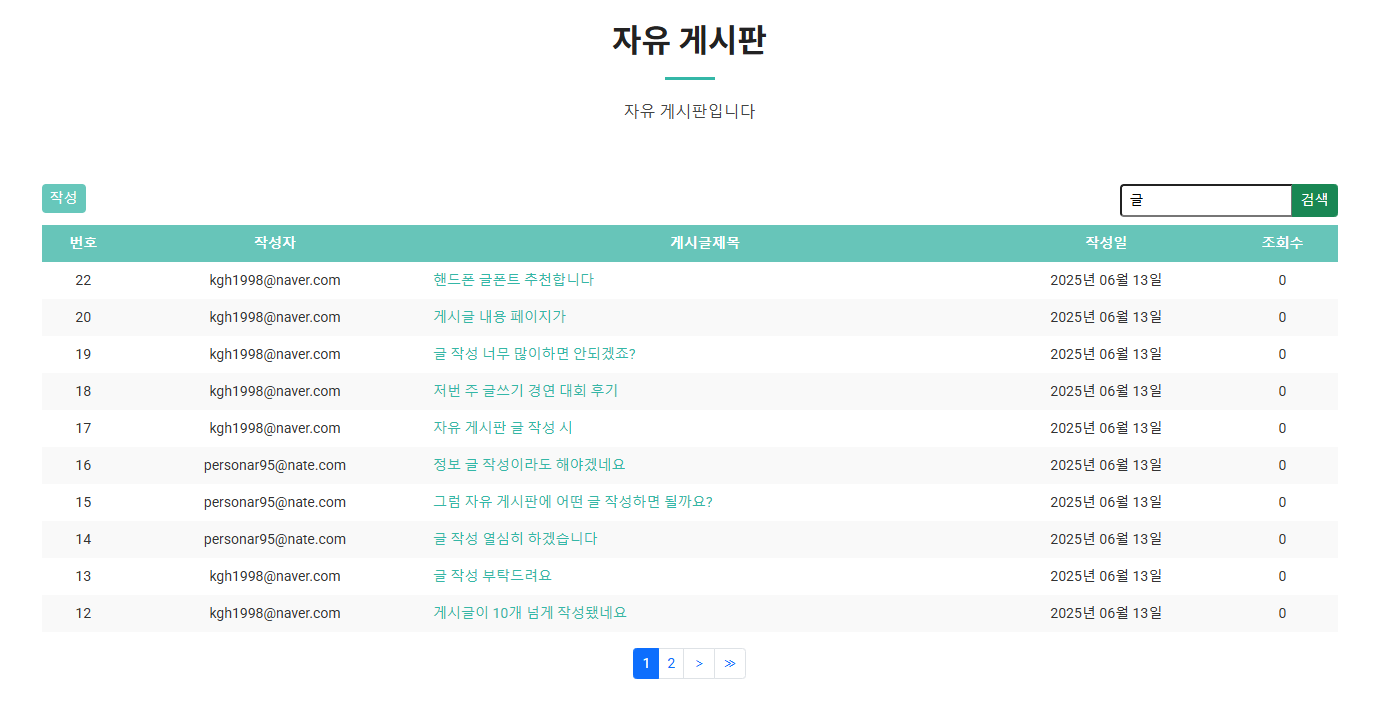 자유 게시판
자유 게시판입니다
작성
글 검색
번호 작성자 게시글제목 작성일 조회수
22 kgh1998@naver.com 핸드폰 글폰트 추천합니다 2025년 06월 13일 0
20 kgh1998@naver.com 게시글 내용 페이지가 2025년 06월 13일 0
19 kgh1998@naver.com 글 작성 너무 많이하면 안되겠죠? 2025년 06월 13일 0
18 kgh1998@naver.com 저번 주 글쓰기 경연 대회 후기 2025년 06월 13일 0
17 kgh1998@naver.com 자유 게시판 글 작성 시 2025년 06월 13일 0
16 personar95@nate.com 정보 글 작성이라도 해야겠네요 2025년 06월 13일 0
15 personar95@nate.com 그럼 자유 게시판에 어떤 글 작성하면 될까요? 2025년 06월 13일 0
14 personar95@nate.com 글 작성 열심히 하겠습니다 2025년 06월 13일 0
13 kgh1998@naver.com 글 작성 부탁드려요 2025년 06월 13일 0
12 kgh1998@naver.com 게시글이 10개 넘게 작성됐네요 2025년 06월 13일 0
1 2 > ≫